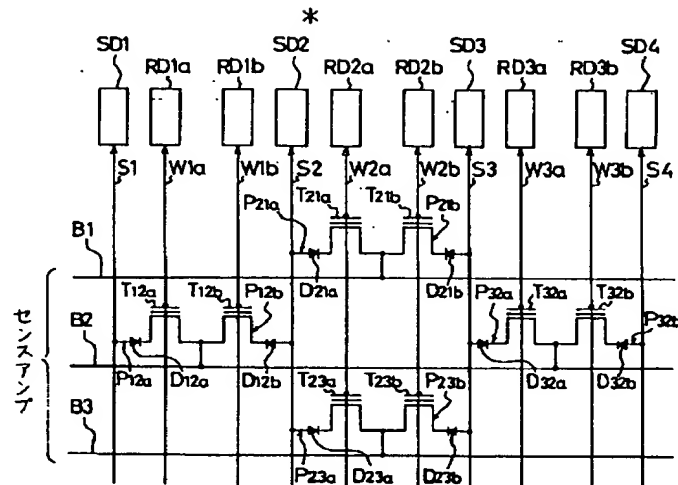 *
SD1 SD2 SD3 SD4
RD1a RD1b RD2a RD2b RD3a RD3b
S1 W1a W1b S2 W2a W2b S3 W3a W3b S4
T21a T21b
P21a P21b
B1
D21a D21b
T12a T12b P12b P32a T32a T32b
B2 P32b
P12a D12a D12b D32a D32b
T23a T23b P23b
B3
P23a D23a D23b
センスアンプ